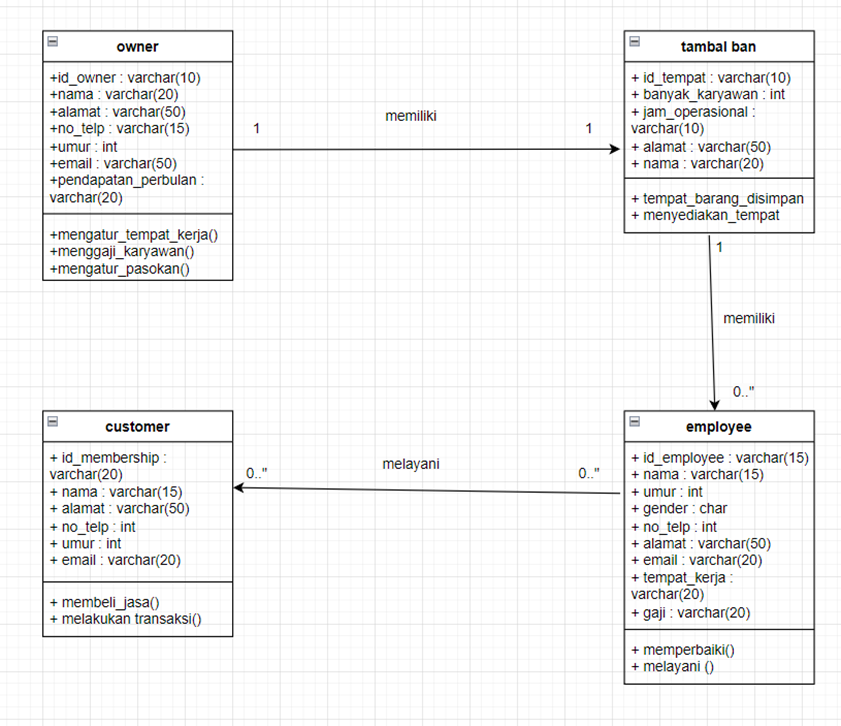 owner
+id_owner : varchar(10)
+nama : varchar(20)
+alamat : varchar(50)
+no_telp : varchar(15)
+umur : int
+email : varchar(50)
+pendapatan_perbulan :
varchar(20)
+mengatur_tempat_kerja()
+menggaji_karyawan()
+mengatur_pasokan()
memiliki
1
1
tambal ban
+ id_tempat : varchar(10)
+ banyak_karyawan : int
+ jam_operasional :
varchar(10)
+ alamat : varchar(50)
+ nama : varchar(20)
+ tempat_barang_disimpan
+ menyediakan_tempat
1
memiliki
0.."
customer
+ id_membership :
varchar(20)
+ nama : varchar(15)
+ alamat : varchar(50)
+ no_telp : int
+ umur : int
+ email : varchar(20)
+ membeli_jasa()
+ melakukan transaksi()
0.."
melayani
0.."
employee
+ id_employee : varchar(15)
+ nama : varchar(15)
+ umur : int
+ gender : char
+ no_telp : int
+ alamat : varchar(50)
+ email : varchar(20)
+ tempat_kerja :
varchar(20)
+ gaji : varchar(20)
+ memperbaiki()
+ melayani ()